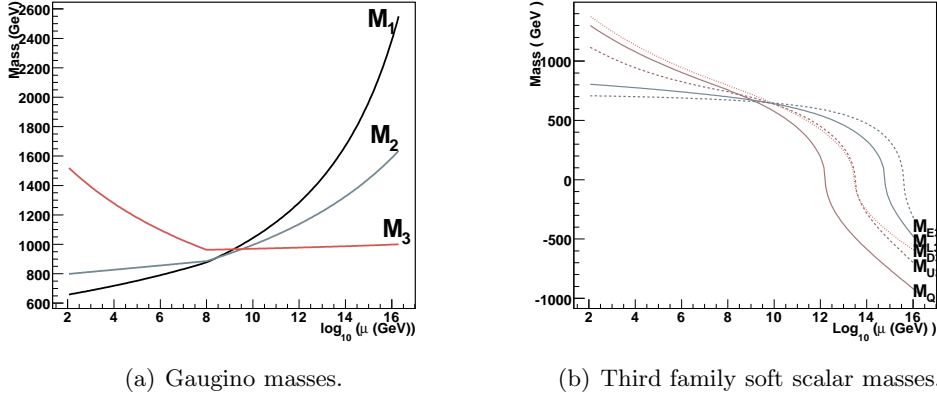 Mass (GeV)
2600
2400
2200
2000
1800
1600
1400
1200
1000
800
600
M1
M2
M3
2 4 6 8 10 12 14 16
log10 (μ (GeV))
(a) Gaugino masses.
Mass ( GeV )
1000
500
0
-500
-1000
ME
ML
MD
MU
MQ
2 4 6 8 10 12 14 16
Log10 (μ (GeV) )
(b) Third family soft scalar masses.